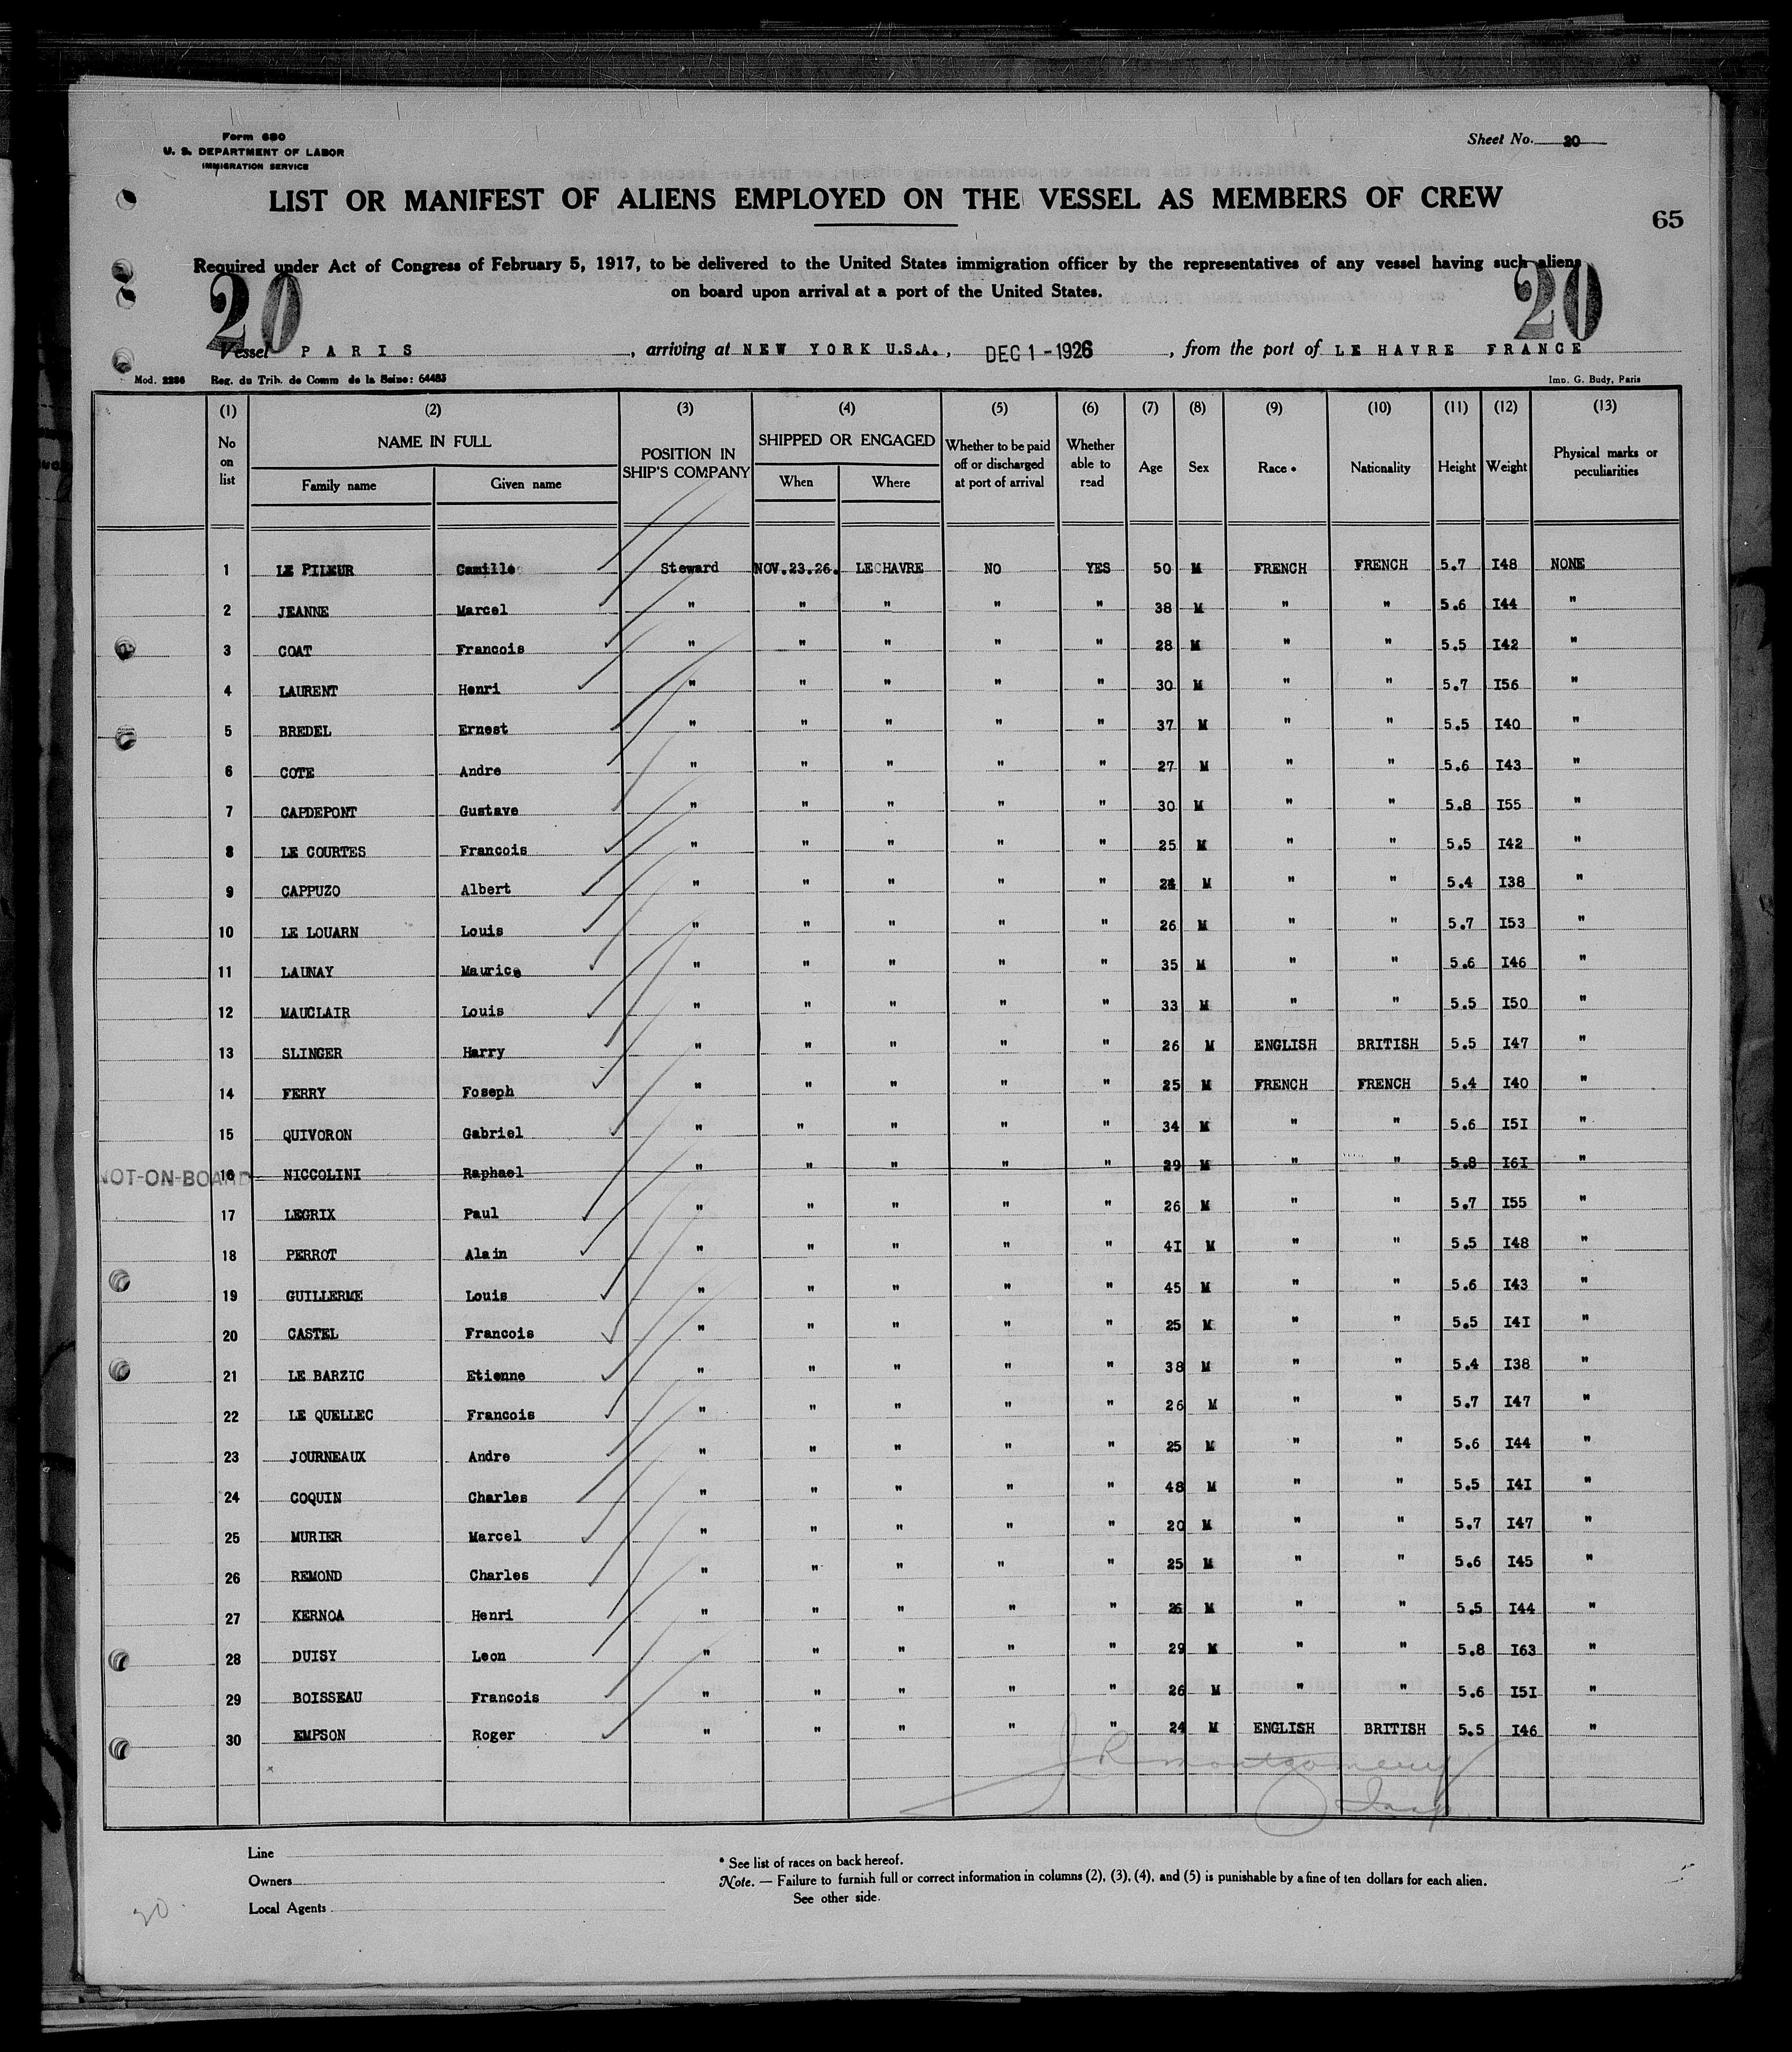 Form 680
U. S. DEPARTMENT OF LABOR
IMMIGRATION SERVICE
Sheet No. 20
LIST OR MANIFEST OF ALIENS EMPLOYED ON THE VESSEL AS MEMBERS OF CREW
65
Required under Act of Congress of February 5, 1917, to be delivered to the United States immigration officer by the representatives of any vessel having such aliens
on board upon arrival at a port of the United States.
20 20
Vessel PARIS , arriving at NEW YORK U.S.A. , DEC 1 - 1926 , from the port of LE HAVRE FRANCE
Mod. 2286 Reg. du Trib. de Comm de la Seine: 64483 Imp. G. Budy, Paris
(1) (2) (3) (4) (5) (6) (7) (8) (9) (10) (11) (12) (13)
No on list NAME IN FULL Family name Given name POSITION IN SHIP'S COMPANY SHIPPED OR ENGAGED When Where Whether to be paid off or discharged at port of arrival Whether able to read Age Sex Race * Nationality Height Weight Physical marks or peculiarities
1 LE PILEUR Camille Steward NOV.23.26. LE HAVRE NO YES 50 M FRENCH FRENCH 5.7 I48 NONE
2 JEANNE Marcel " " " " " 38 M " " 5.6 I44 "
3 COAT Francois " " " " " 28 M " " 5.5 I42 "
4 LAURENT Henri " " " " " 30 M " " 5.7 I56 "
5 BREDEL Ernest " " " " " 37 M " " 5.5 I40 "
6 COTE Andre " " " " " 27 M " " 5.6 I43 "
7 CAPDEPONT Gustave " " " " " 30 M " " 5.8 I55 "
8 LE COURTES Francois " " " " " 25 M " " 5.5 I42 "
9 CAPPUZO Albert " " " " " 24 M " " 5.4 I38 "
10 LE LOUARN Louis " " " " " 26 M " " 5.7 I53 "
11 LAUNAY Maurice " " " " " 35 M " " 5.6 I46 "
12 MAUCLAIR Louis " " " " " 33 M " " 5.5 I50 "
13 SLINGER Harry " " " " " 26 M ENGLISH BRITISH 5.5 I47 "
14 FERRY Foseph " " " " " 25 M FRENCH FRENCH 5.4 I40 "
15 QUIVORON Gabriel " " " " " 34 M " " 5.6 I5I "
NOT-ON-BOARD 16 NICCOLINI Raphael " " " " " 29 M " " 5.8 I6I "
17 LEGRIX Paul " " " " " 26 M " " 5.7 I55 "
18 PERROT Alain " " " " " 4I M " " 5.5 I48 "
19 GUILLERME Louis " " " " " 45 M " " 5.6 I43 "
20 CASTEL Francois " " " " " 25 M " " 5.5 I4I "
21 LE BARZIC Etienne " " " " " 38 M " " 5.4 I38 "
22 LE QUELLEC Francois " " " " " 26 M " " 5.7 I47 "
23 JOURNEAUX Andre " " " " " 25 M " " 5.6 I44 "
24 COQUIN Charles " " " " " 48 M " " 5.5 I4I "
25 MURIER Marcel " " " " " 20 M " " 5.7 I47 "
26 REMOND Charles " " " " " 25 M " " 5.6 I45 "
27 KERNOA Henri " " " " " 26 M " " 5.5 I44 "
28 DUISY Leon " " " " " 29 M " " 5.8 I63 "
29 BOISSEAU Francois " " " " " 26 M " " 5.6 I5I "
30 EMPSON Roger " " " " " 24 M ENGLISH BRITISH 5.5 I46 "
J R Montgomery
Line
Owners
Local Agents
* See list of races on back hereof.
Note. — Failure to furnish full or correct information in columns (2), (3), (4), and (5) is punishable by a fine of ten dollars for each alien.
See other side.
20